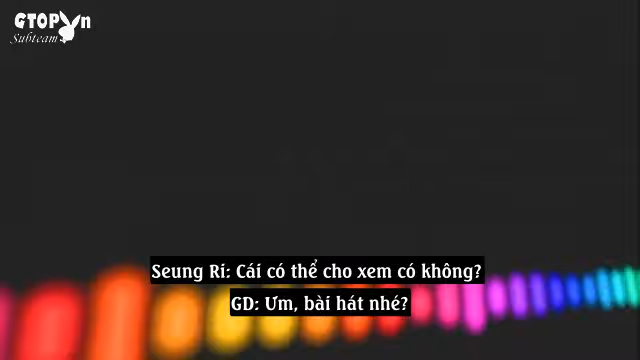 GTOPVn
Subteam
Seung Ri: Cái có thể cho xem có không?
GD: Ưm, bài hát nhé?